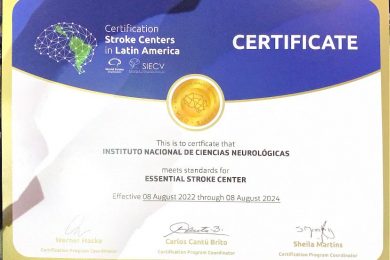 Certification
Stroke Centers
in Latin America
SIECV
CERTIFICATE
This is to certificate that
INSTITUTO NACIONAL DE CIENCIAS NEUROLÓGICAS
meets standards for
ESSENTIAL STROKE CENTER
Effective 08 August 2022 through 08 August 2024
Werner Hacke
Certification Program Coordinator
Carlos Cantú Brito
Certification Program Coordinator
Sheila Martins
Certification Program Coordinator